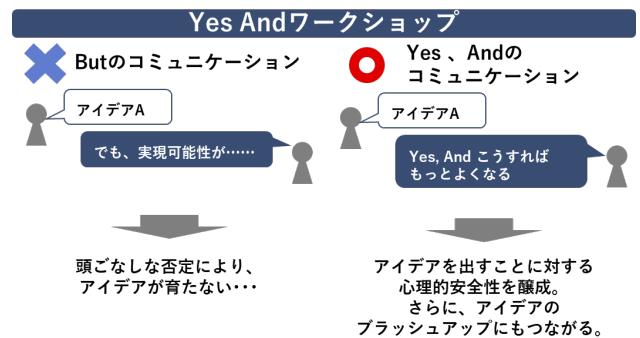 Yes Andワークショップ
Butのコミュニケーション
アイデアA
でも、実現可能性が……
頭ごなしな否定により、
アイデアが育たない･･･
Yes 、Andの
コミュニケーション
アイデアA
Yes, And こうすれば
もっとよくなる
アイデアを出すことに対する
心理的安全性を醸成。
さらに、アイデアの
ブラッシュアップにもつながる。